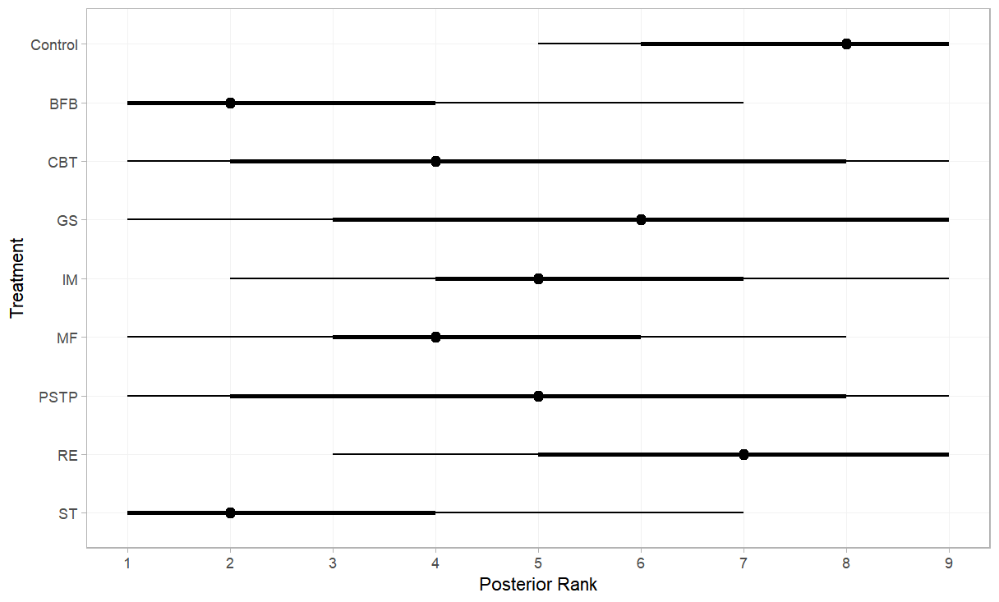 Control
BFB
CBT
GS
IM
MF
PSTP
RE
ST
Treatment
1 2 3 4 5 6 7 8 9
Posterior Rank